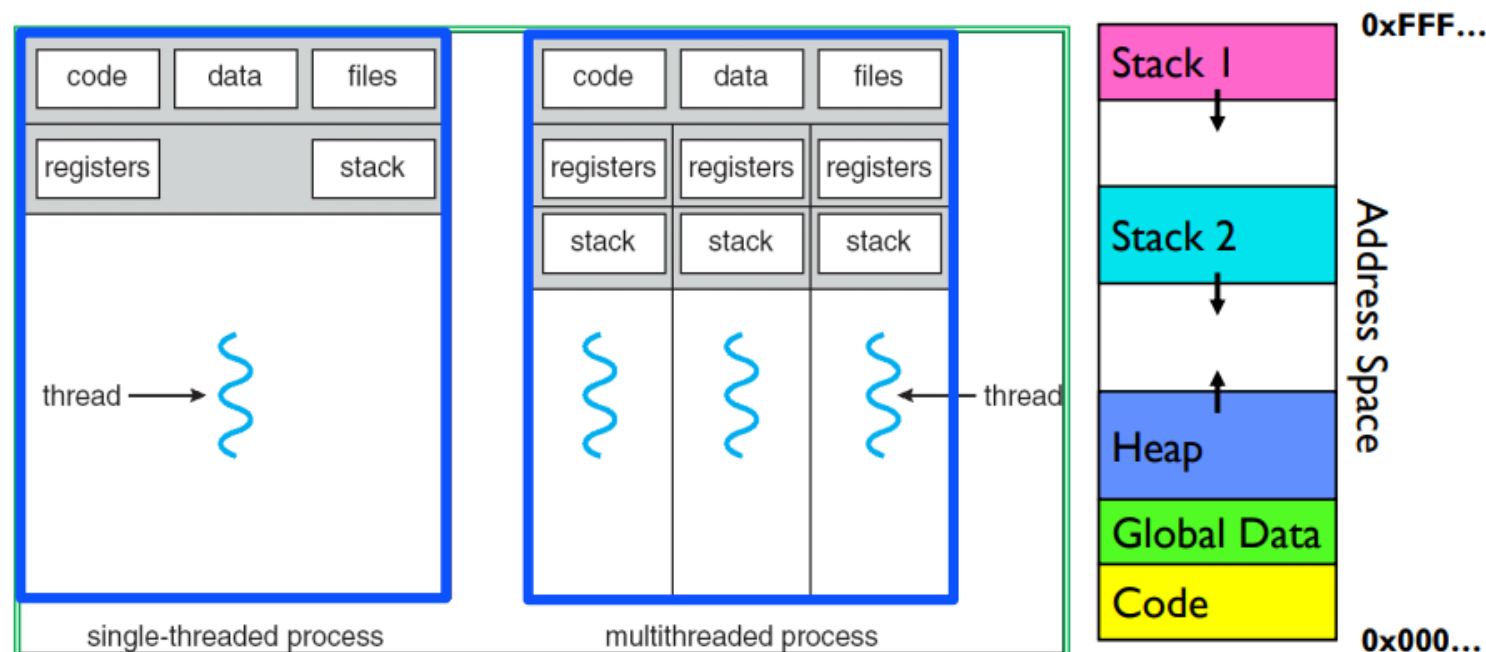 code data files
registers stack
thread
single-threaded process
code data files
registers registers registers
stack stack stack
thread
multithreaded process
0xFFF...
Stack 1
Stack 2
Heap
Global Data
Code
Address Space
0x000...